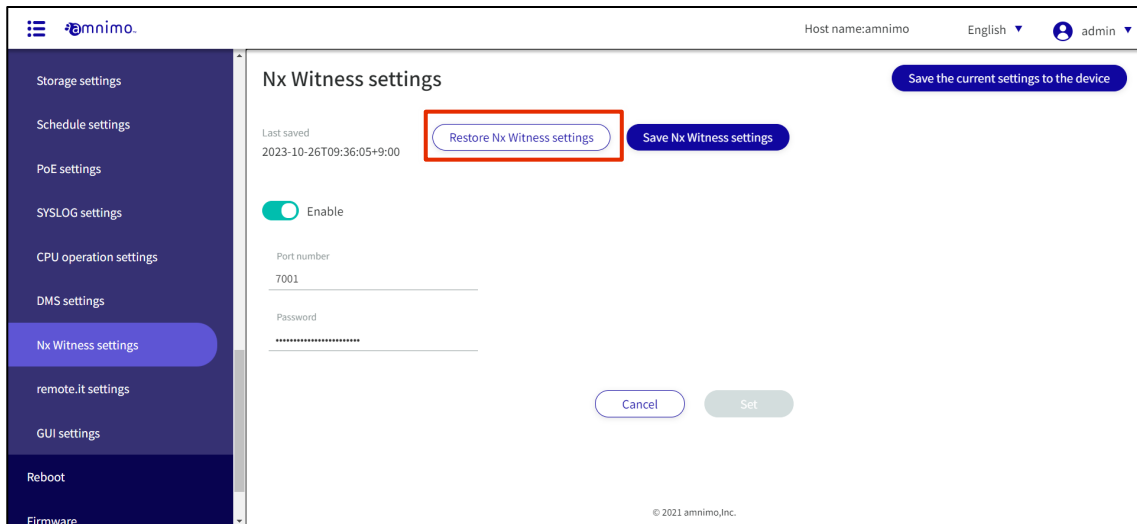 amnimo
Host name:amnimo
English
admin
Storage settings
Schedule settings
PoE settings
SYSLOG settings
CPU operation settings
DMS settings
Nx Witness settings
remote.it settings
GUI settings
Reboot
Firmware
Nx Witness settings
Save the current settings to the device
Last saved
2023-10-26T09:36:05+9:00
Restore Nx Witness settings
Save Nx Witness settings
Enable
Port number
7001
Password
••••••••••••••••••••••••
Cancel
Set
© 2021 amnimo,Inc.